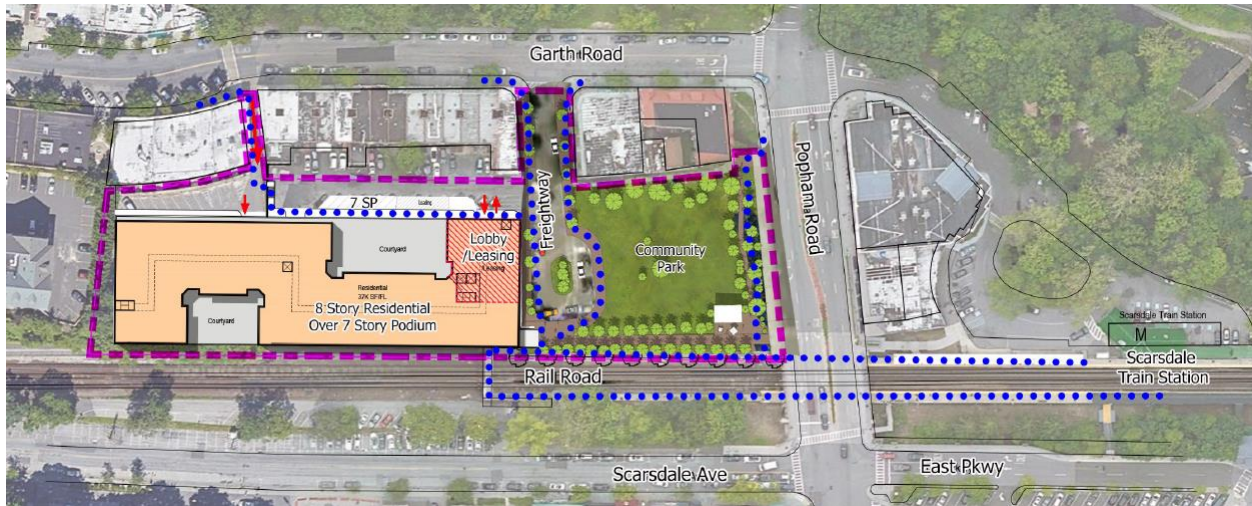 Garth Road
7 SP
Loading
Lobby
/Leasing
Leasing
Freightway
Popham Road
Courtyard
Community
Park
Residential
37K SF/FL
8 Story Residential
Over 7 Story Podium
Courtyard
Scarsdale Train Station
M
Scarsdale
Train Station
Rail Road
Scarsdale Ave
East Pkwy